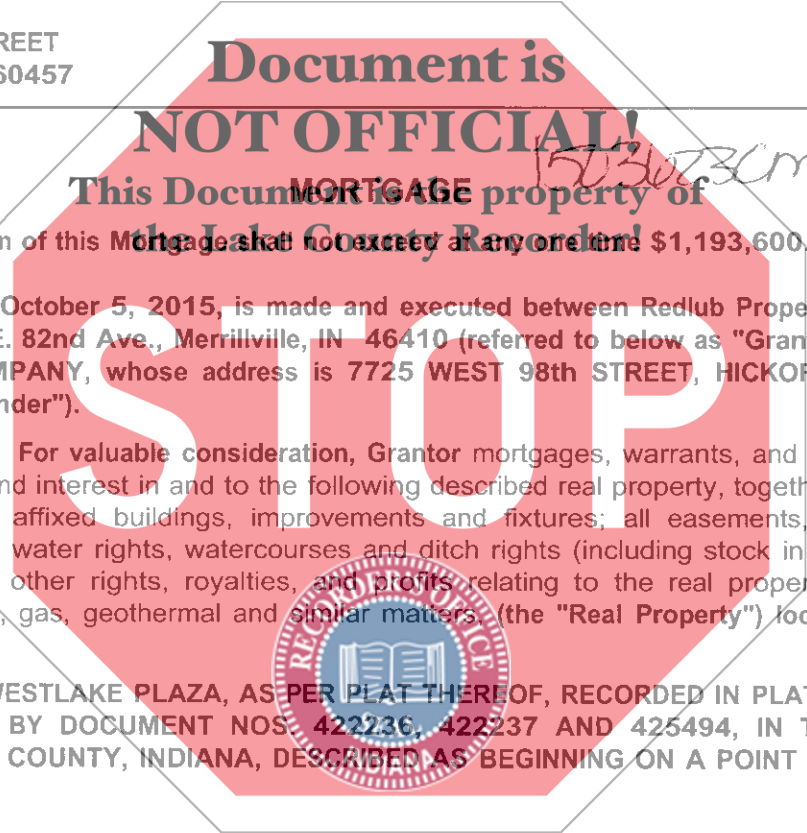 REET
60457
Document is
NOT OFFICIAL!
This Document is the property of
the Lake County Recorder!
MORTGAGE
n of this Mortgage shall not exceed at any one time $1,193,600.
October 5, 2015, is made and executed between Redlub Prope
E. 82nd Ave., Merrillville, IN 46410 (referred to below as "Gran
MPANY, whose address is 7725 WEST 98th STREET, HICKOR
nder").
STOP
For valuable consideration, Grantor mortgages, warrants, and
nd interest in and to the following described real property, togeth
affixed buildings, improvements and fixtures; all easements,
water rights, watercourses and ditch rights (including stock in
other rights, royalties, and profits relating to the real proper
, gas, geothermal and similar matters, (the "Real Property") loc
RECORDER'S OFFICE
WESTLAKE PLAZA, AS PER PLAT THEREOF, RECORDED IN PLAT
BY DOCUMENT NOS. 422236, 422237 AND 425494, IN T
COUNTY, INDIANA, DESCRIBED AS BEGINNING ON A POINT
INDIANA